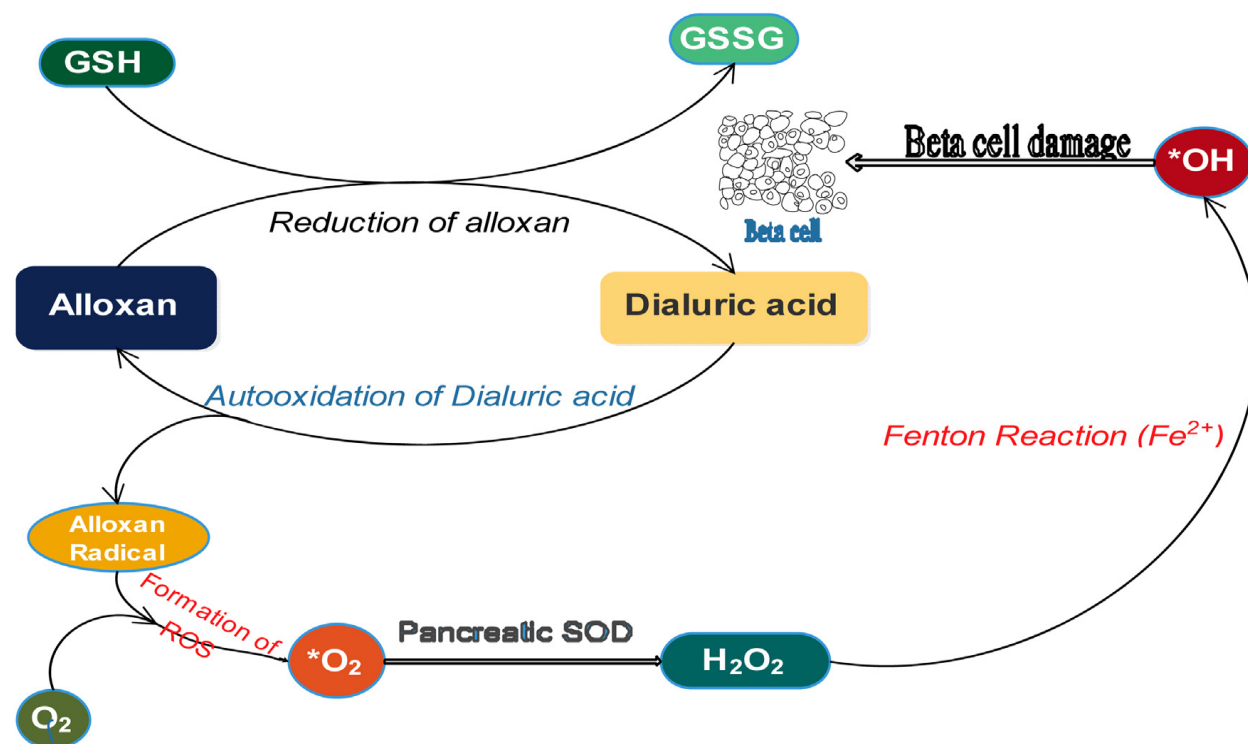 GSH
GSSG
Beta cell damage
*OH
Reduction of alloxan
Beta cell
Alloxan
Dialuric acid
Autooxidation of Dialuric acid
Fenton Reaction (Fe²⁺)
Alloxan
Radical
Formation of
ROS
*O₂
Pancreatic SOD
H₂O₂
O₂